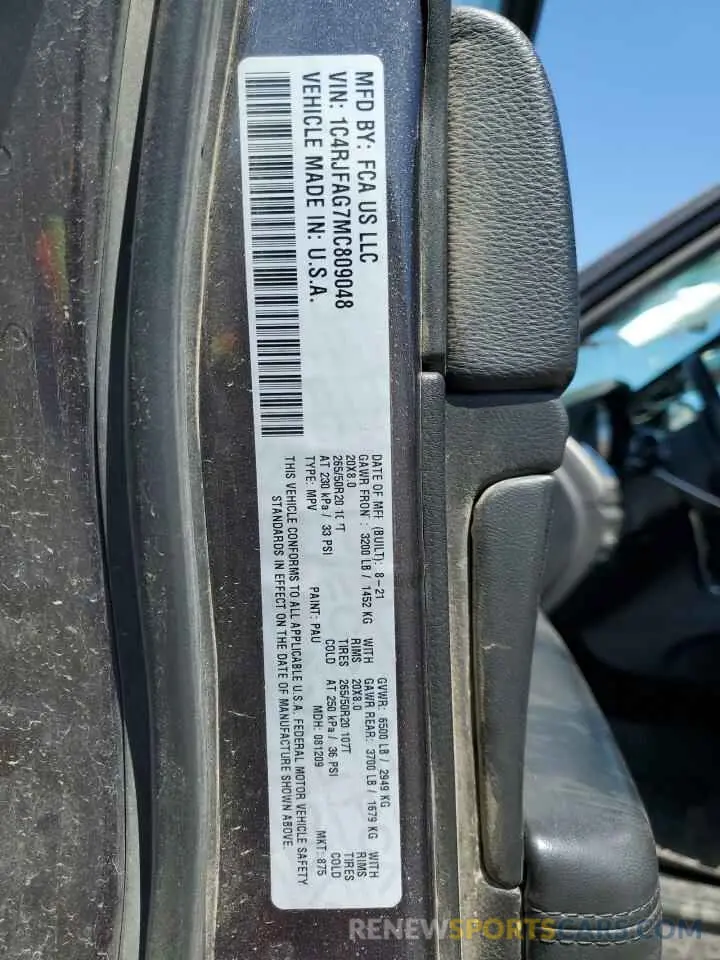 MFD BY: FCA US LLC
VIN: 1C4RJFAG7MC809048
VEHICLE MADE IN: U.S.A.
DATE OF MFR (BUILT): 8-21 GVWR: 6500 LB / 2949 KG
GAWR FRONT: 3200 LB / 1452 KG WITH GAWR REAR: 3700 LB / 1679 KG WITH
20X8.0 RIMS 20X8.0 RIMS
265/50R20 107T TIRES 265/50R20 107T TIRES
AT 230 kPa / 33 PSI COLD AT 250 kPa / 36 PSI COLD
TYPE: MPV PAINT: PAU MDH: 081209 MKT: 875
THIS VEHICLE CONFORMS TO ALL APPLICABLE U.S.A. FEDERAL MOTOR VEHICLE SAFETY
STANDARDS IN EFFECT ON THE DATE OF MANUFACTURE SHOWN ABOVE.
RENEWSPORTSCARS.COM